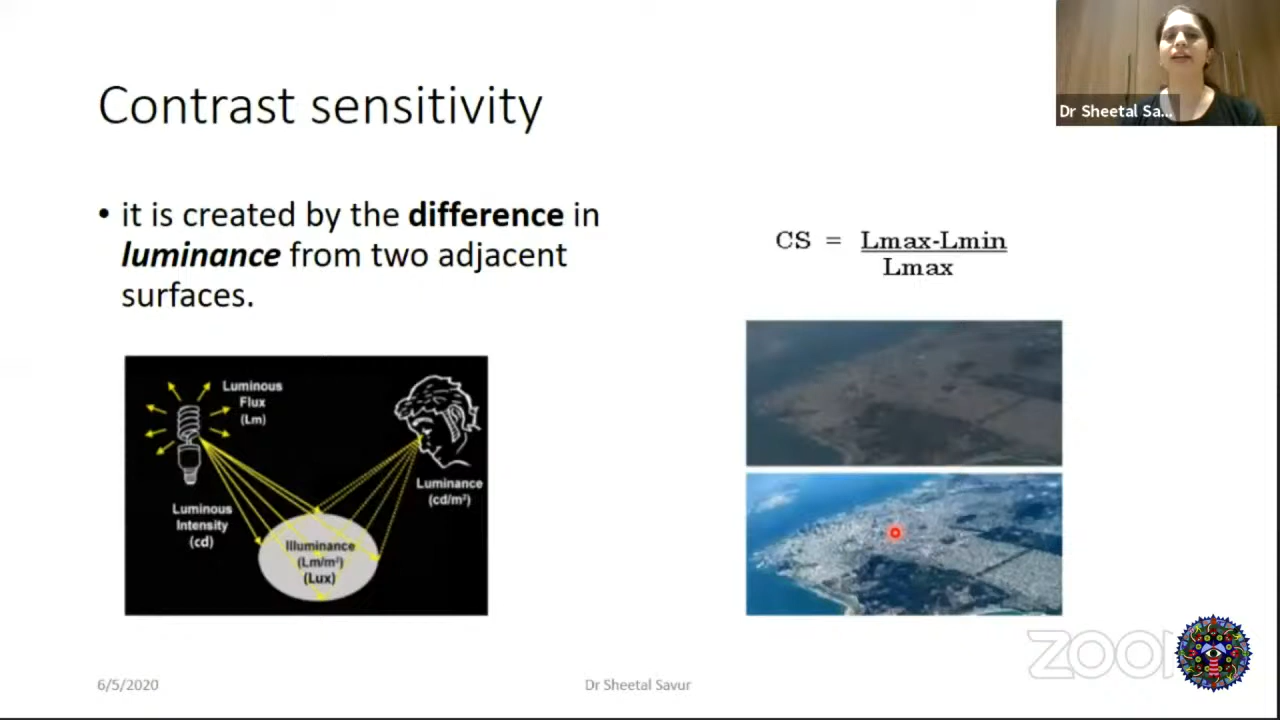 Dr Sheetal Sa...
Contrast sensitivity
• it is created by the difference in
luminance from two adjacent
surfaces.
CS = Lmax-Lmin
Lmax
Luminous
Flux
(Lm)
Luminance
(cd/m²)
Luminous
Intensity
(cd)
Illuminance
(Lm/m²)
(Lux)
ZOOM
6/5/2020
Dr Sheetal Savur